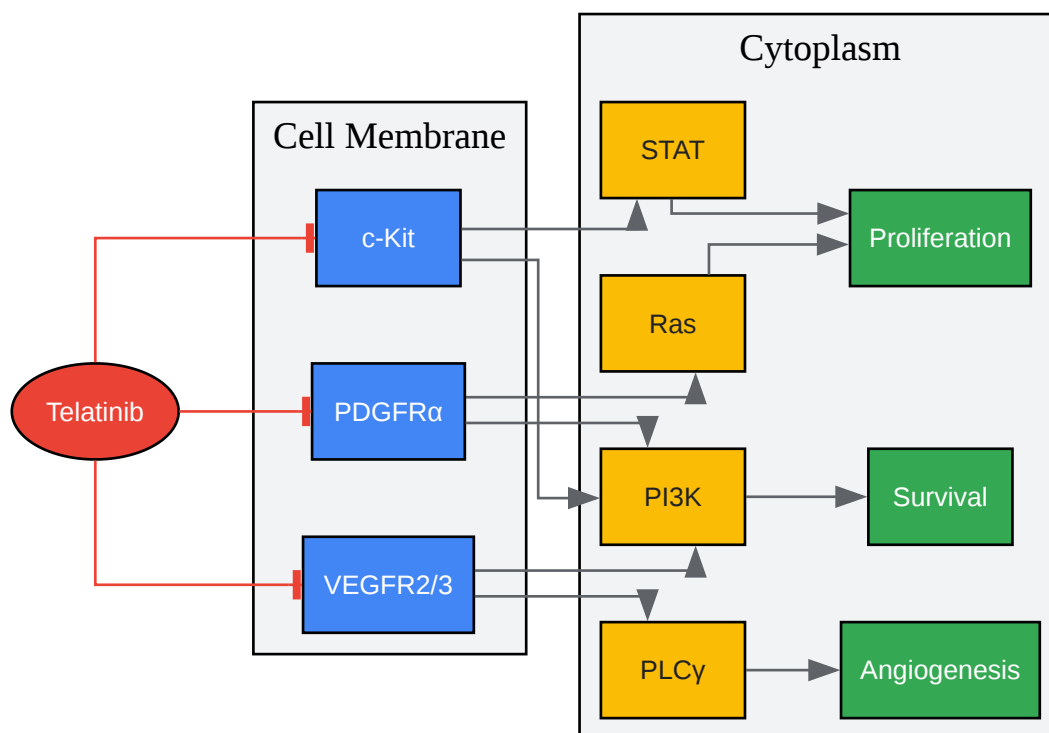 Cytoplasm
Cell Membrane
STAT
c-Kit
Proliferation
Ras
Telatinib
PDGFRα
PI3K
Survival
VEGFR2/3
PLCγ
Angiogenesis